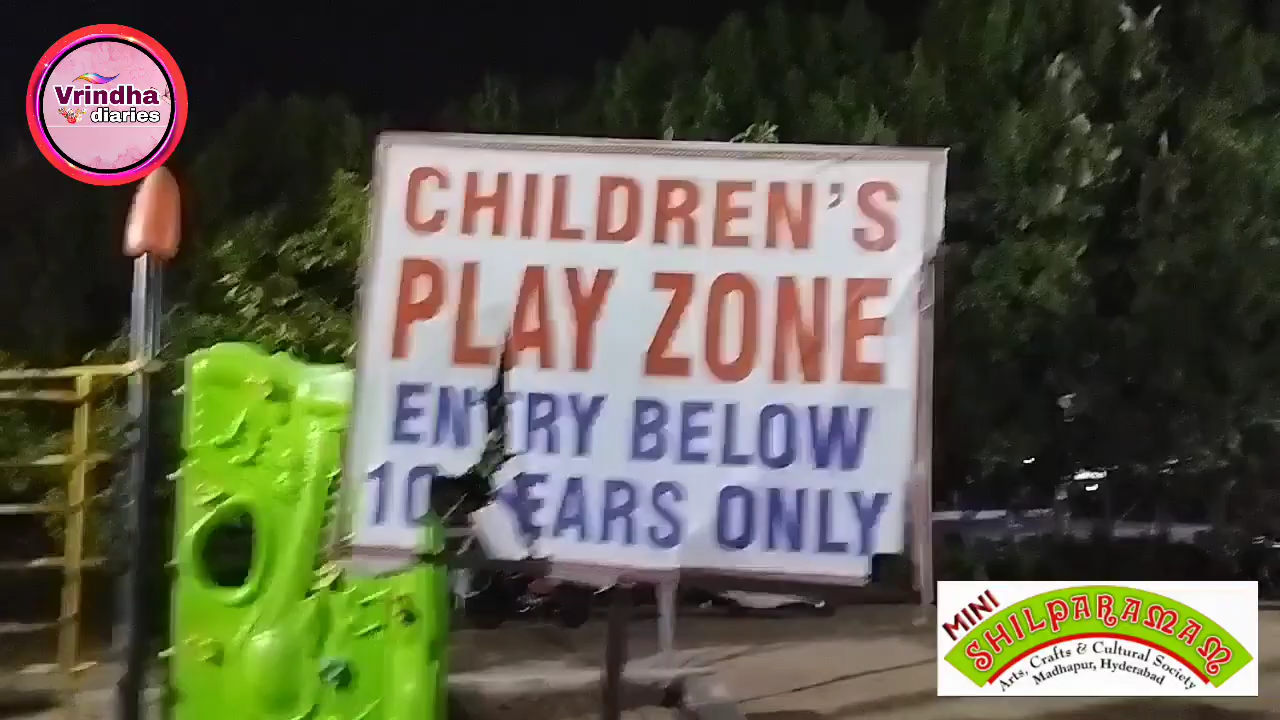 Vrindha
diaries
CHILDREN'S
PLAY ZONE
ENTRY BELOW
10 YEARS ONLY
MINI
SHILPARAMAM
Arts, Crafts & Cultural Society
Madhapur, Hyderabad